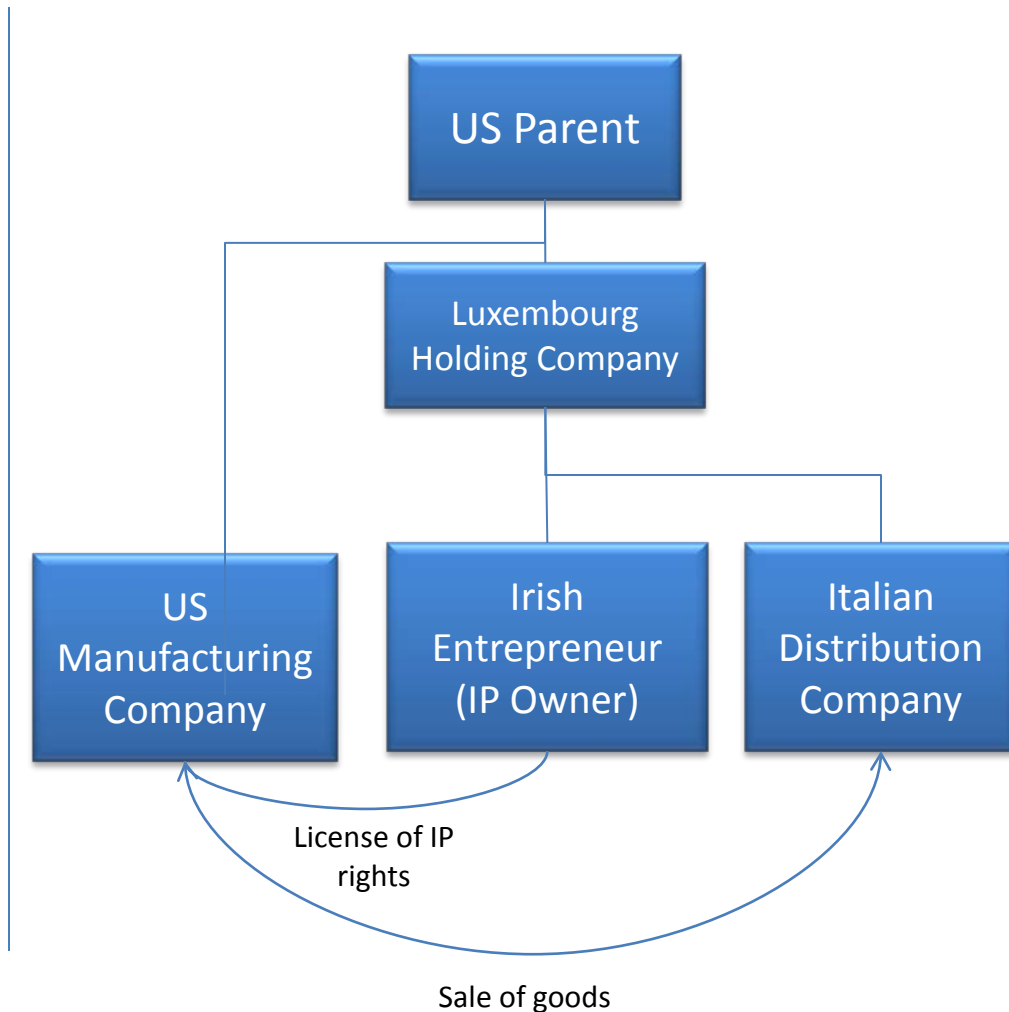 US Parent
Luxembourg
Holding Company
US
Manufacturing
Company
Irish
Entrepreneur
(IP Owner)
Italian
Distribution
Company
License of IP
rights
Sale of goods